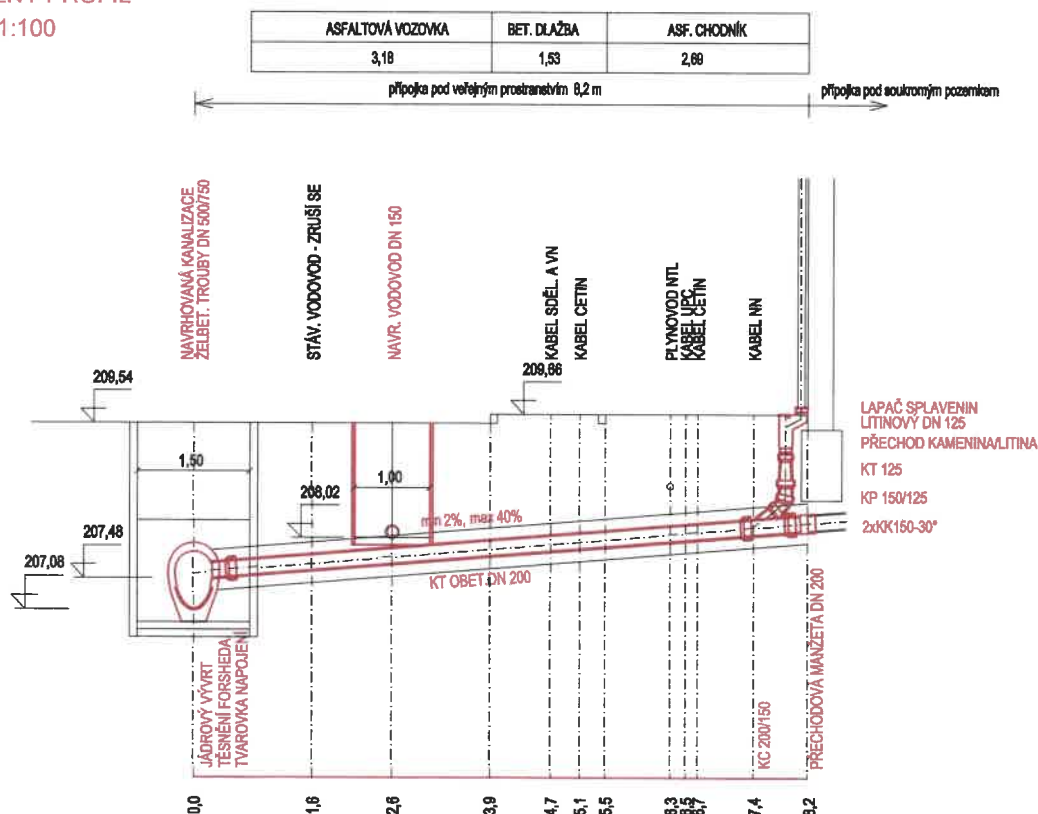 1:100
ASFALTOVÁ VOZOVKA BET. DLAŽBA ASF. CHODNÍK
3,18 1,53 2,69
přípojka pod veřejným prostranstvím 8,2 m
přípojka pod soukromým pozemkem
NAVRHOVANÁ KANALIZACE
ŽELBET. TROUBY DN 500/750
STÁV. VODOVOD - ZRUŠÍ SE
NAVR. VODOVOD DN 150
KABEL SDĚL. A VN
KABEL CETIN
PLYNOVOD NTL
KABEL UPC
KABEL CETIN
KABEL NN
209,54
209,66
LAPAČ SPLAVENIN
LITINOVÝ DN 125
PŘECHOD KAMENINA/LITINA
KT 125
KP 150/125
2xKK150-30°
1,50
1,00
208,02
min 2%, max 40%
207,48
207,08
KT OBET DN 200
JÁDROVÝ VÝVRT
TĚSNĚNÍ FORSHEDA
TVAROVKA NAPOJENÍ
KC 200/150
PŘECHODOVÁ MANŽETA DN 200
0,0
1,6
2,6
3,9
4,7
5,1
5,5
6,3
6,5
6,7
7,4
8,2